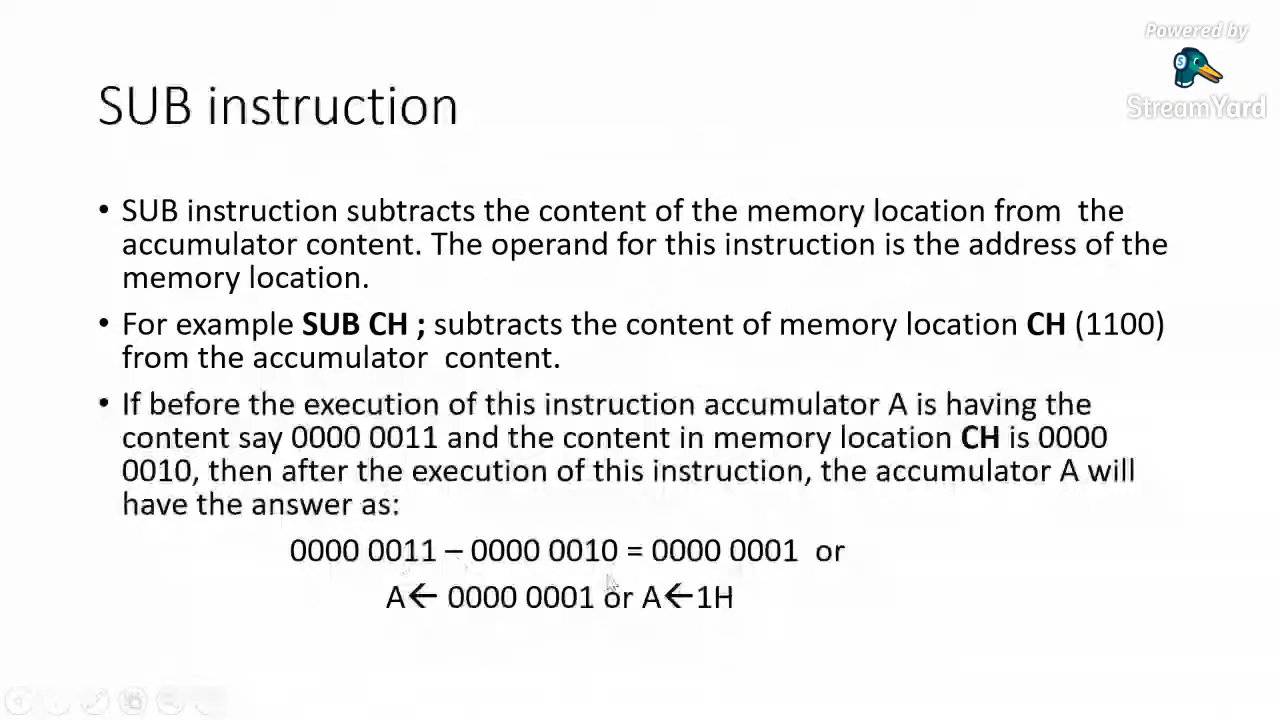 Powered by
StreamYard
SUB instruction
• SUB instruction subtracts the content of the memory location from the
accumulator content. The operand for this instruction is the address of the
memory location.
• For example SUB CH ; subtracts the content of memory location CH (1100)
from the accumulator content.
• If before the execution of this instruction accumulator A is having the
content say 0000 0011 and the content in memory location CH is 0000
0010, then after the execution of this instruction, the accumulator A will
have the answer as:
0000 0011 – 0000 0010 = 0000 0001 or
A← 0000 0001 or A←1H